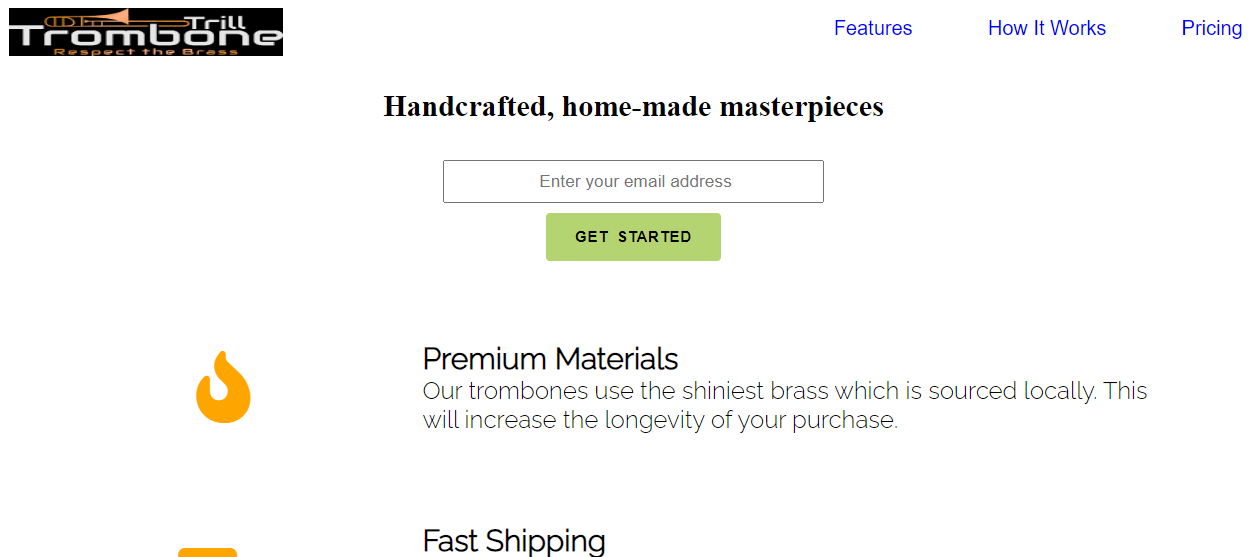 Trill
Trombone
Respect the Brass
Features
How It Works
Pricing
Handcrafted, home-made masterpieces
Enter your email address
GET STARTED
Premium Materials
Our trombones use the shiniest brass which is sourced locally. This
will increase the longevity of your purchase.
Fast Shipping